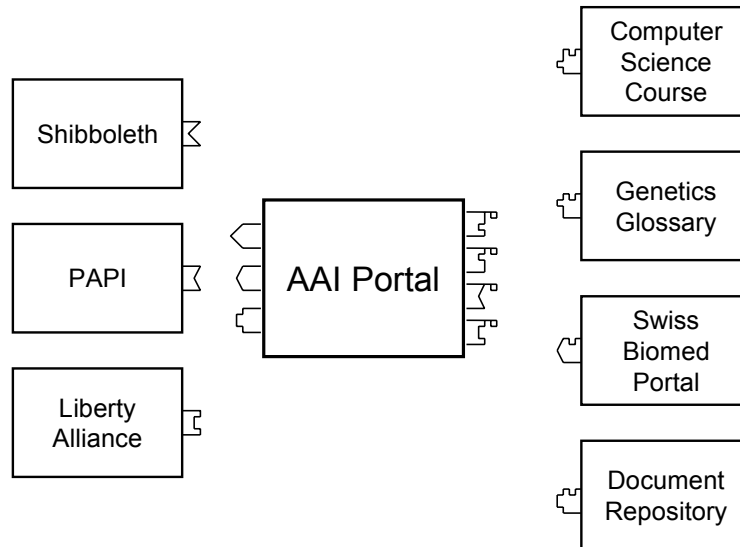 Shibboleth
PAPI
Liberty
Alliance
AAI Portal
Computer
Science
Course
Genetics
Glossary
Swiss
Biomed
Portal
Document
Repository